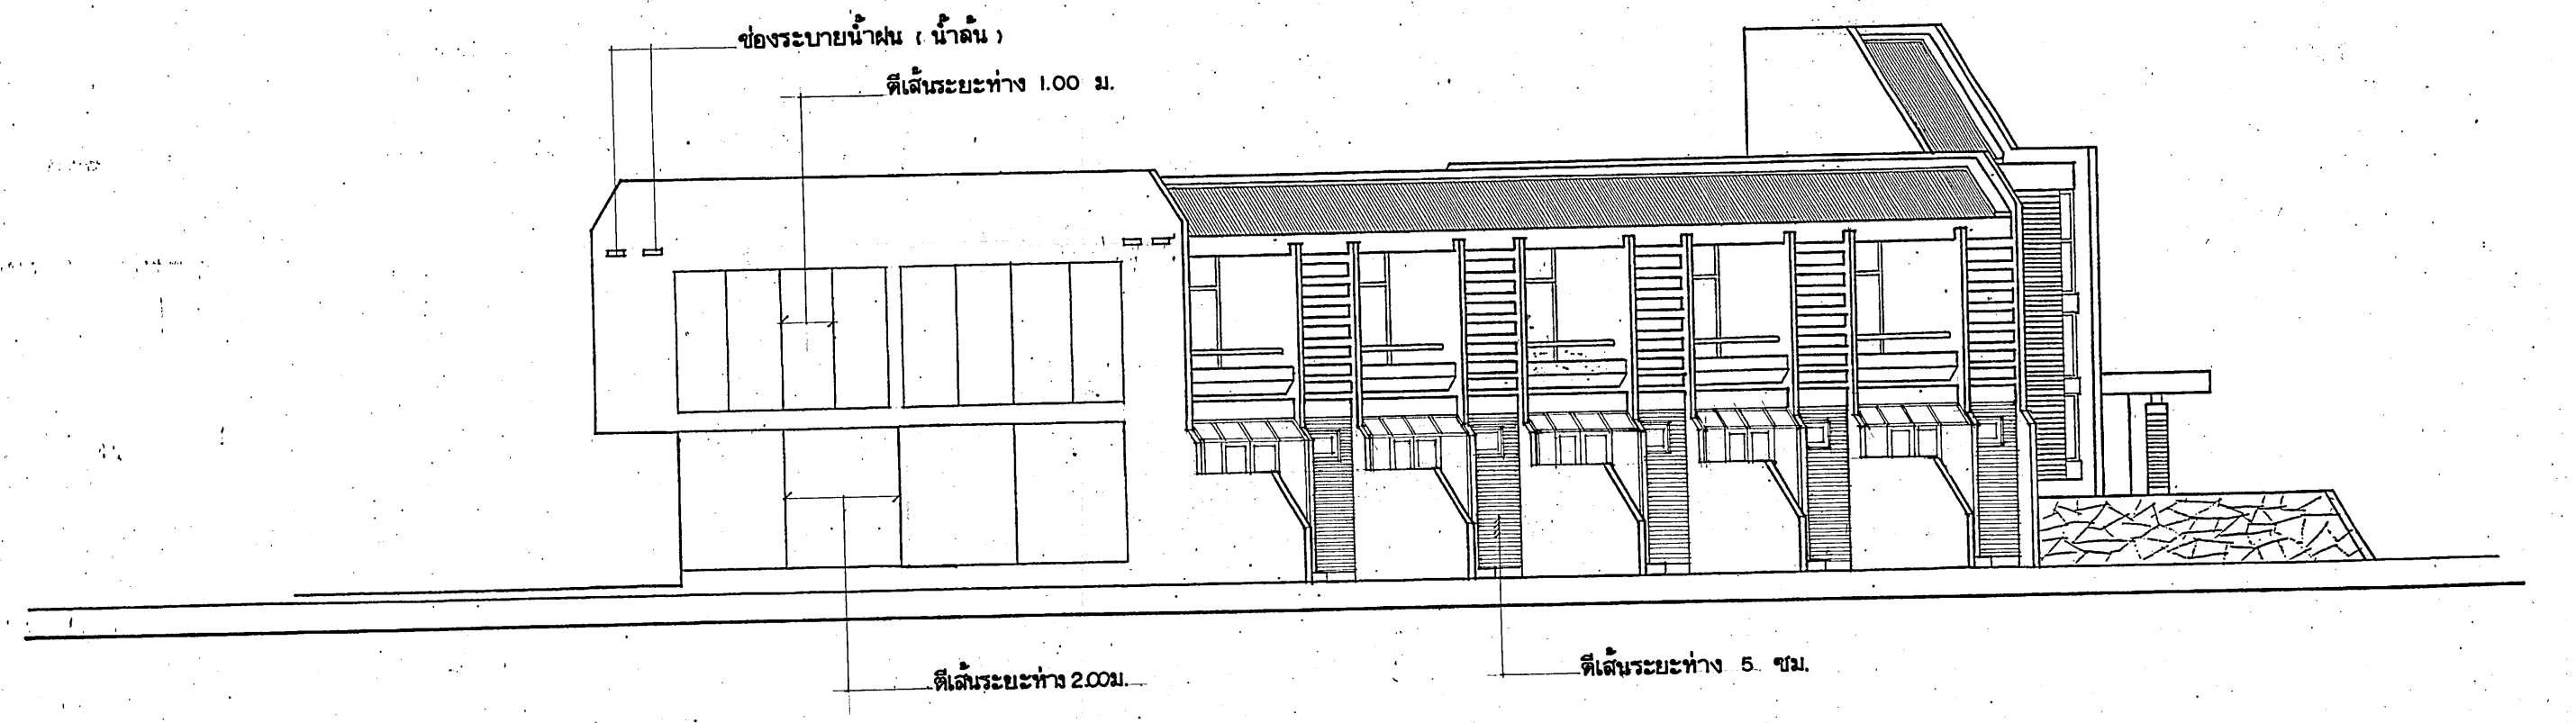 ช่องระบายน้ำฝน ( น้ำล้น )
ตีเส้นระยะห่าง 1.00 ม.
ตีเส้นระยะห่าง 2.00ม.
ตีเส้นระยะห่าง 5 ซม.